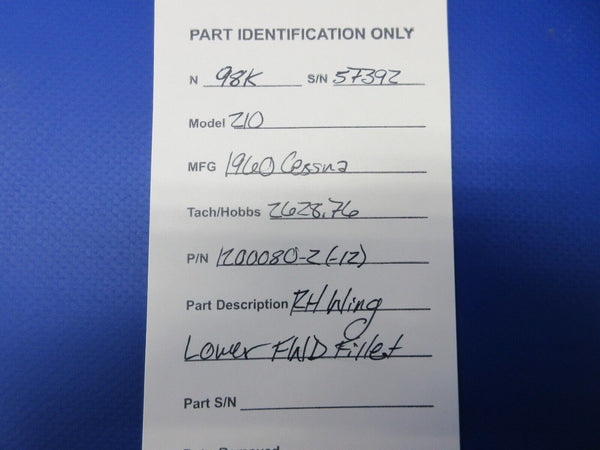 PART IDENTIFICATION ONLY
N 98K S/N 57392
Model 210
MFG 1960 Cessna
Tach/Hobbs 2628.76
P/N 1200080-2 (-12)
Part Description RH Wing
Lower FWD Fillet
Part S/N